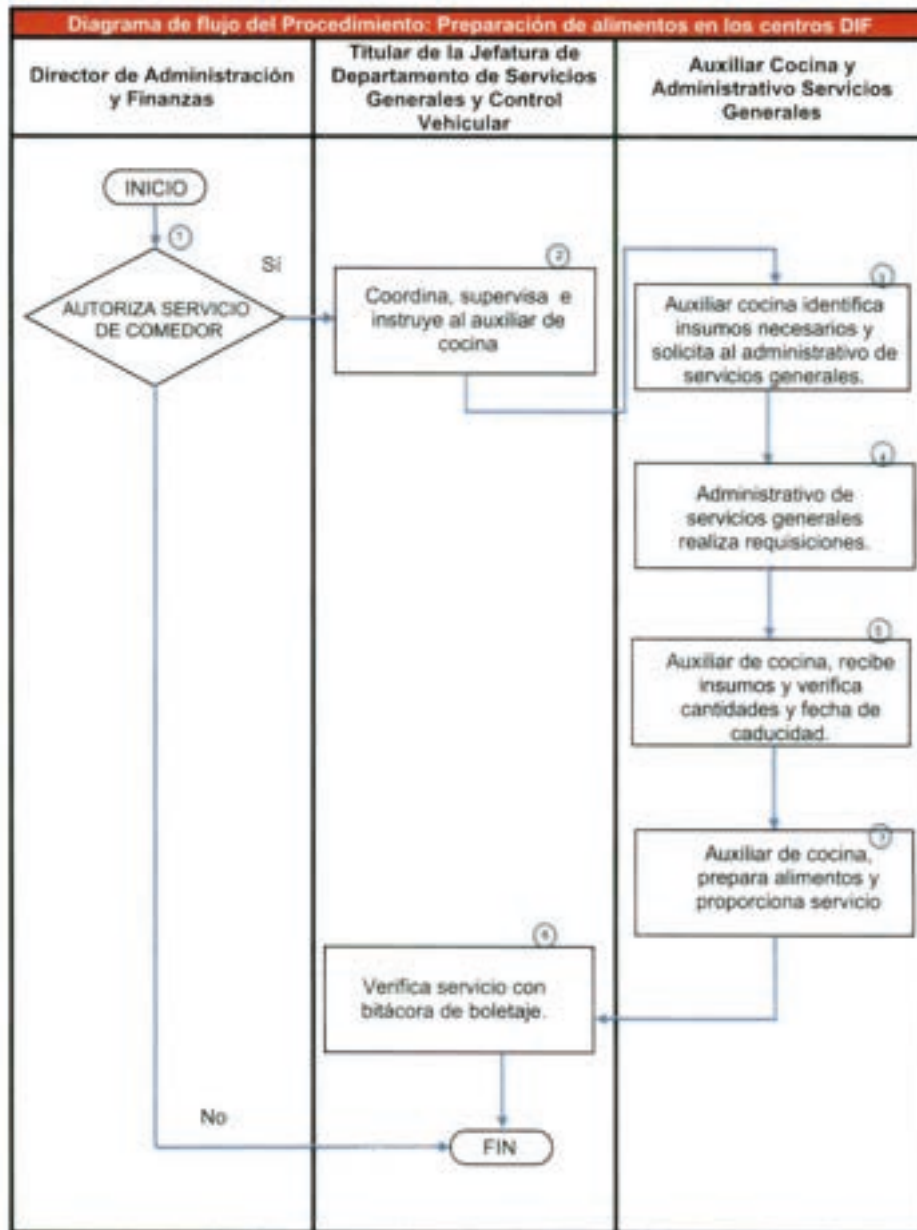 Diagrama de flujo del Procedimiento: Preparación de alimentos en los centros DIF
Director de Administración
y Finanzas
Titular de la Jefatura de
Departamento de Servicios
Generales y Control
Vehicular
Auxiliar Cocina y
Administrativo Servicios
Generales
INICIO
1
AUTORIZA SERVICIO
DE COMEDOR
Sí
2
Coordina, supervisa e
instruye al auxiliar de
cocina
Auxiliar cocina identifica
insumos necesarios y
solicita al administrativo de
servicios generales.
4
Administrativo de
servicios generales
realiza requisiciones.
Auxiliar de cocina, recibe
insumos y verifica
cantidades y fecha de
caducidad.
Auxiliar de cocina,
prepara alimentos y
proporciona servicio
Verifica servicio con
bitácora de boletaje.
No
FIN